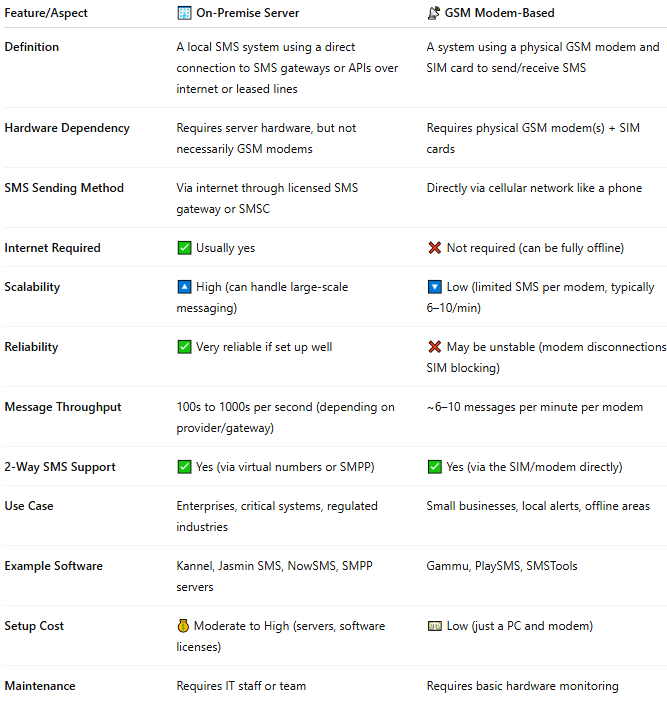 Feature/Aspect 🏢 On-Premise Server 📡 GSM Modem-Based
Definition
A local SMS system using a direct
connection to SMS gateways or APIs over
internet or leased lines
A system using a physical GSM modem and
SIM card to send/receive SMS
Hardware Dependency
Requires server hardware, but not
necessarily GSM modems
Requires physical GSM modem(s) + SIM
cards
SMS Sending Method
Via internet through licensed SMS
gateway or SMSC
Directly via cellular network like a phone
Internet Required
✅ Usually yes
❌ Not required (can be fully offline)
Scalability
🔼 High (can handle large-scale
messaging)
🔽 Low (limited SMS per modem, typically
6–10/min)
Reliability
✅ Very reliable if set up well
❌ May be unstable (modem disconnections
SIM blocking)
Message Throughput
100s to 1000s per second (depending on
provider/gateway)
~6–10 messages per minute per modem
2-Way SMS Support
✅ Yes (via virtual numbers or SMPP)
✅ Yes (via the SIM/modem directly)
Use Case
Enterprises, critical systems, regulated
industries
Small businesses, local alerts, offline areas
Example Software
Kannel, Jasmin SMS, NowSMS, SMPP
servers
Gammu, PlaySMS, SMSTools
Setup Cost
💰 Moderate to High (servers, software
licenses)
💵 Low (just a PC and modem)
Maintenance
Requires IT staff or team
Requires basic hardware monitoring